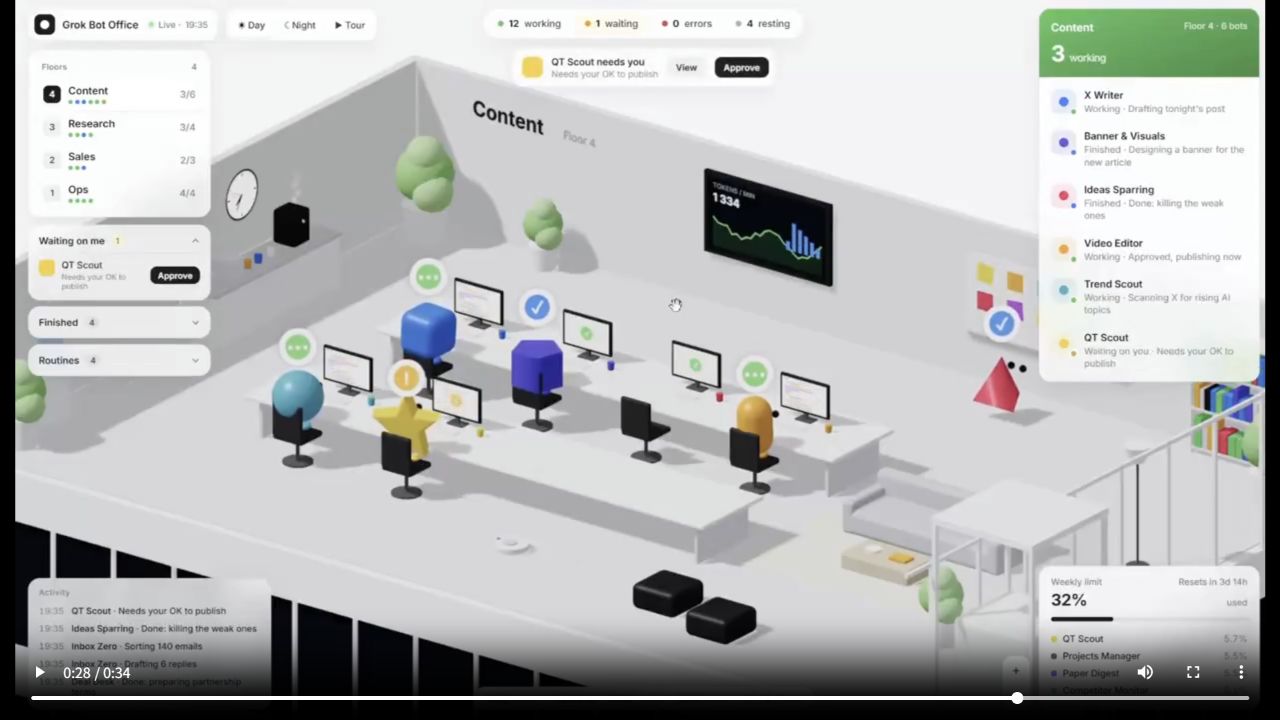 Grok Bot Office
Live · 19:35
Day
Night
Tour
12 working
1 waiting
0 errors
4 resting
QT Scout needs you
Needs your OK to publish
View
Approve
Floors
4
4 Content 3/6
3 Research 3/4
2 Sales 2/3
1 Ops 4/4
Waiting on me 1
QT Scout
Needs your OK to
publish
Approve
Finished 4
Routines 4
Content
Floor 4
TOKENS / MIN
1334
Content
Floor 4 · 6 bots
3 working
X Writer
Working · Drafting tonight's post
Banner & Visuals
Finished · Designing a banner for the
new article
Ideas Sparring
Finished · Done: killing the weak
ones
Video Editor
Working · Approved, publishing now
Trend Scout
Working · Scanning X for rising AI
topics
QT Scout
Waiting on you · Needs your OK to
publish
Activity
19:35 QT Scout · Needs your OK to publish
19:35 Ideas Sparring · Done: killing the weak ones
19:35 Inbox Zero · Sorting 140 emails
19:35 Inbox Zero · Drafting 6 replies
Deal Desk · Done: preparing partnership
Weekly limit
Resets in 3d 14h
32%
used
QT Scout 5.7%
Projects Manager 5.5%
Paper Digest
Competitor Monitor
0:28 / 0:34